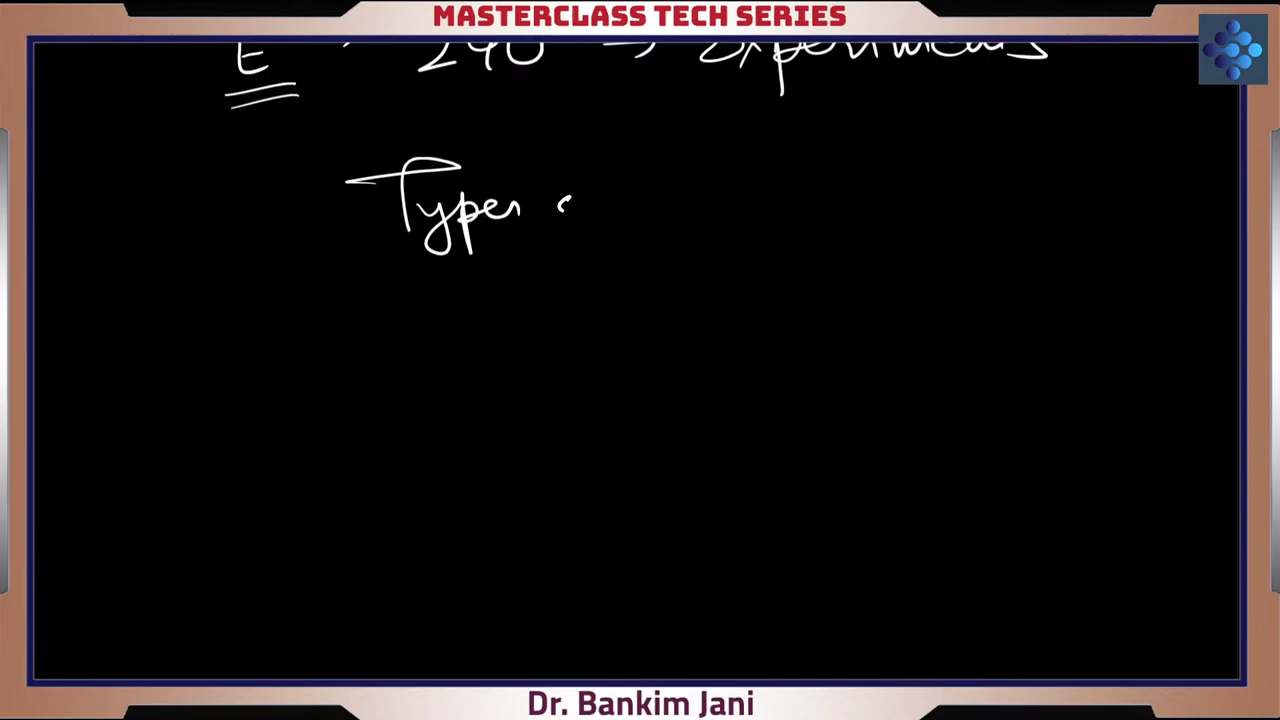 MASTERCLASS TECH SERIES
E 240 → experiments
Types
Dr. Bankim Jani